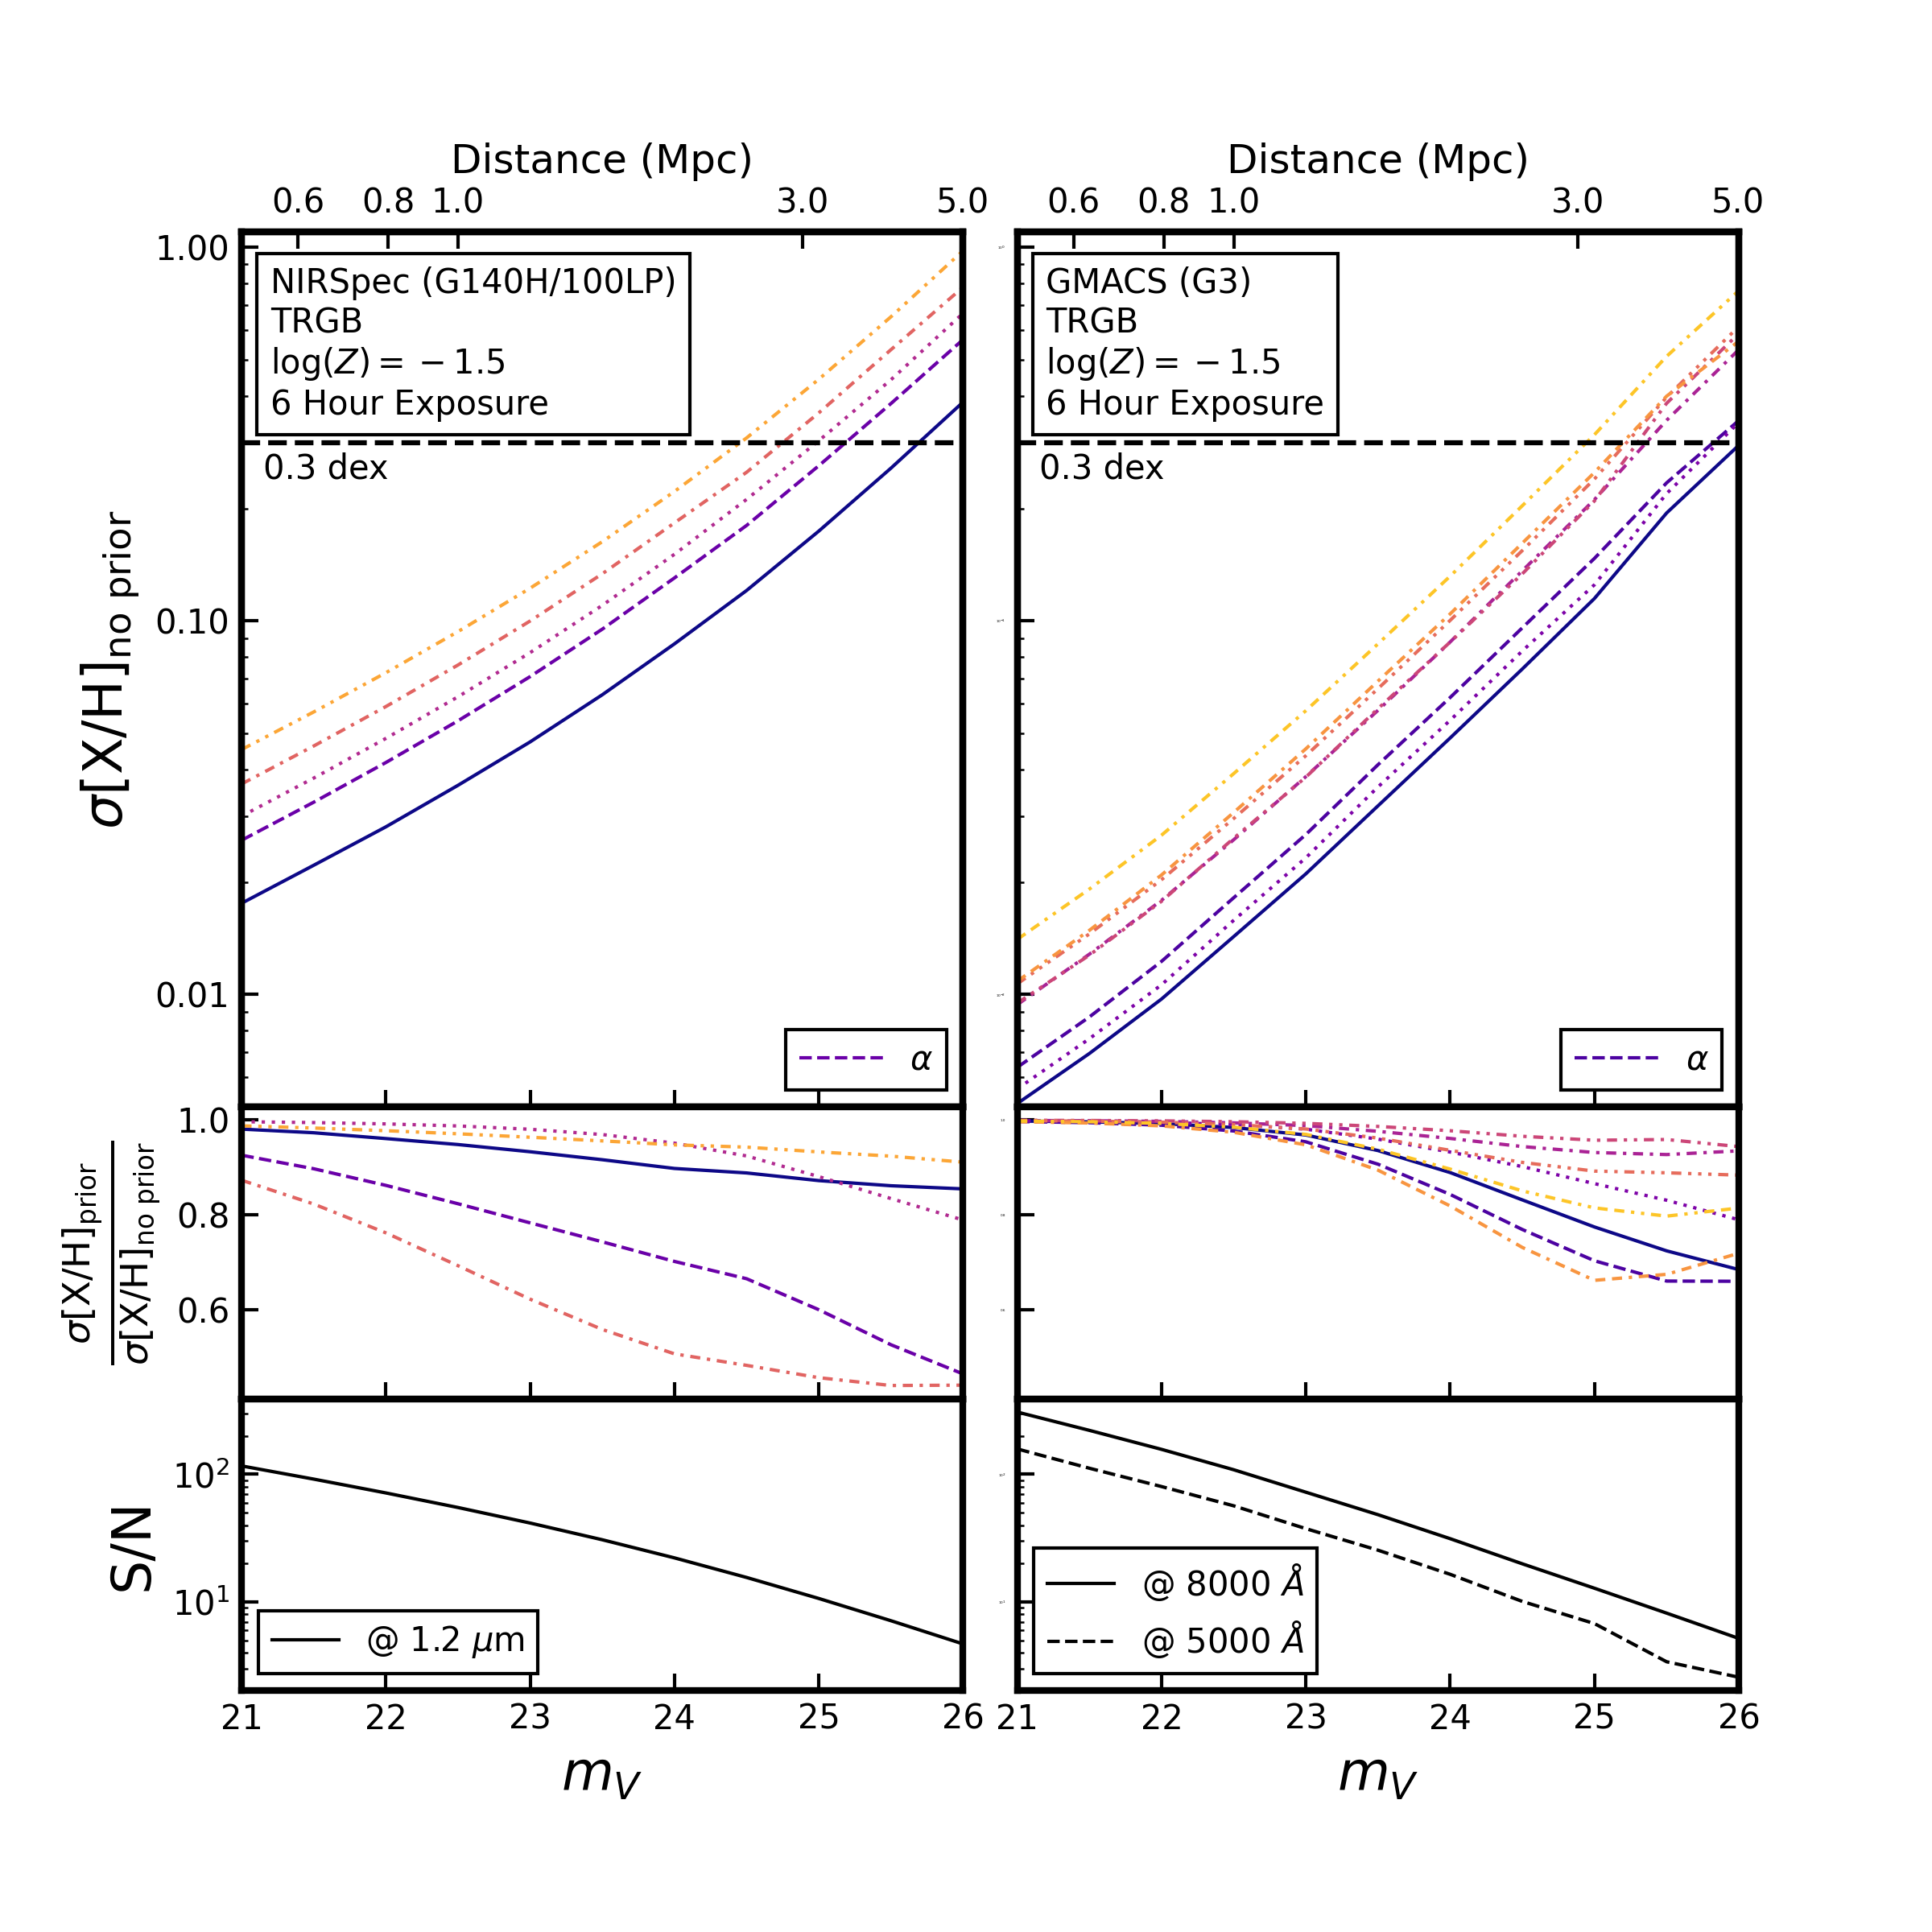 Distance (Mpc) Distance (Mpc)
0.6 0.8 1.0 3.0 5.0 0.6 0.8 1.0 3.0 5.0
1.00
0.10
0.01
σ[X/H]no prior
NIRSpec (G140H/100LP)
TRGB
log(Z) = −1.5
6 Hour Exposure
0.3 dex
α
GMACS (G3)
TRGB
log(Z) = −1.5
6 Hour Exposure
0.3 dex
α
1.0
0.8
0.6
σ[X/H]prior
σ[X/H]no prior
10²
10¹
S/N
@ 1.2 μm
@ 8000 Å
@ 5000 Å
21 22 23 24 25 26 21 22 23 24 25 26
mV mV